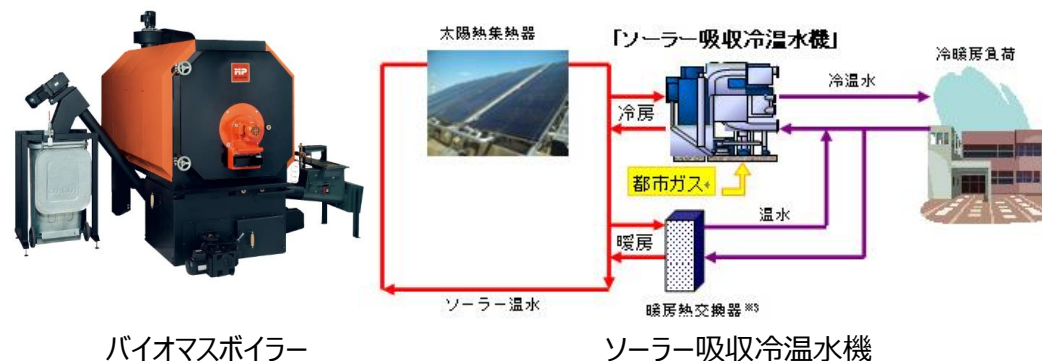 太陽熱集熱器
「ソーラー吸収冷温水機」
冷暖房負荷
冷温水
冷房
都市ガス
温水
暖房
ソーラー温水
暖房熱交換器※3
バイオマスボイラー
ソーラー吸収冷温水機